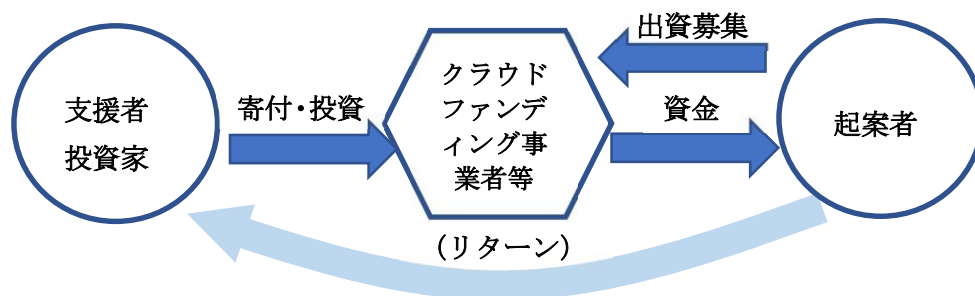 出資募集
支援者
投資家
寄付・投資
クラウド
ファンデ
ィング事
業者等
資金
起案者
（リターン）